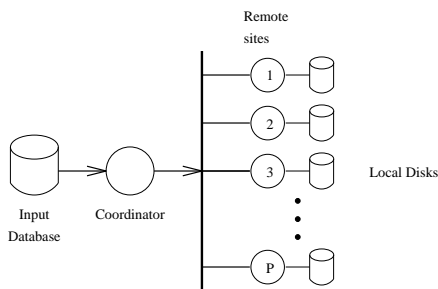 Remote
sites
1
2
3
Local Disks
Input
Database
Coordinator
P